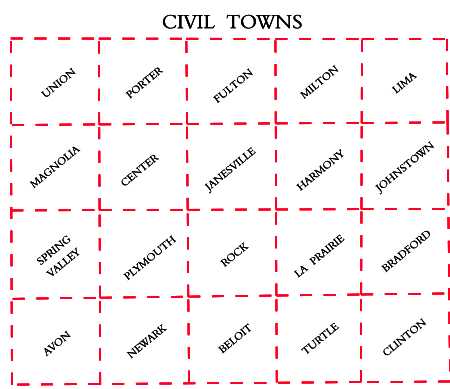 CIVIL TOWNS
UNION
PORTER
FULTON
MILTON
LIMA
MAGNOLIA
CENTER
JANESVILLE
HARMONY
JOHNSTOWN
SPRING
VALLEY
PLYMOUTH
ROCK
LA PRAIRIE
BRADFORD
AVON
NEWARK
BELOIT
TURTLE
CLINTON